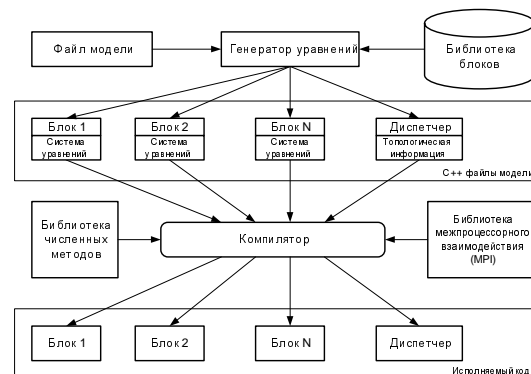 Файл модели
Генератор уравнений
Библиотека
блоков
Блок 1
Система
уравнений
Блок 2
Система
уравнений
Блок N
Система
уравнений
Диспетчер
Топологическая
информация
С++ файлы модели
Библиотека
численных
методов
Компилятор
Библиотека
межпроцессорного
взаимодействия
(MPI)
Блок 1
Блок 2
Блок N
Диспетчер
Исполняемый код